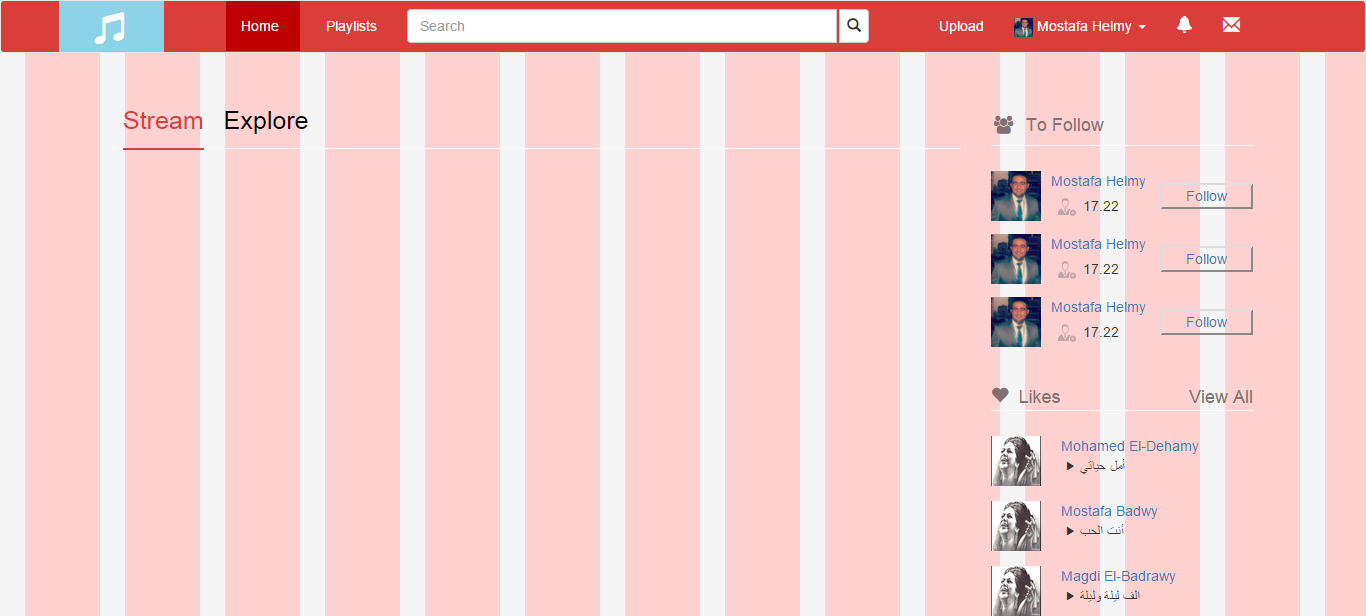 Home Playlists Search Upload Mostafa Helmy
Stream Explore
To Follow
Mostafa Helmy
17.22
Follow
Mostafa Helmy
17.22
Follow
Mostafa Helmy
17.22
Follow
Likes View All
Mohamed El-Dehamy
أمل حياتي
Mostafa Badwy
أنت الحب
Magdi El-Badrawy
الف ليلة وليلة